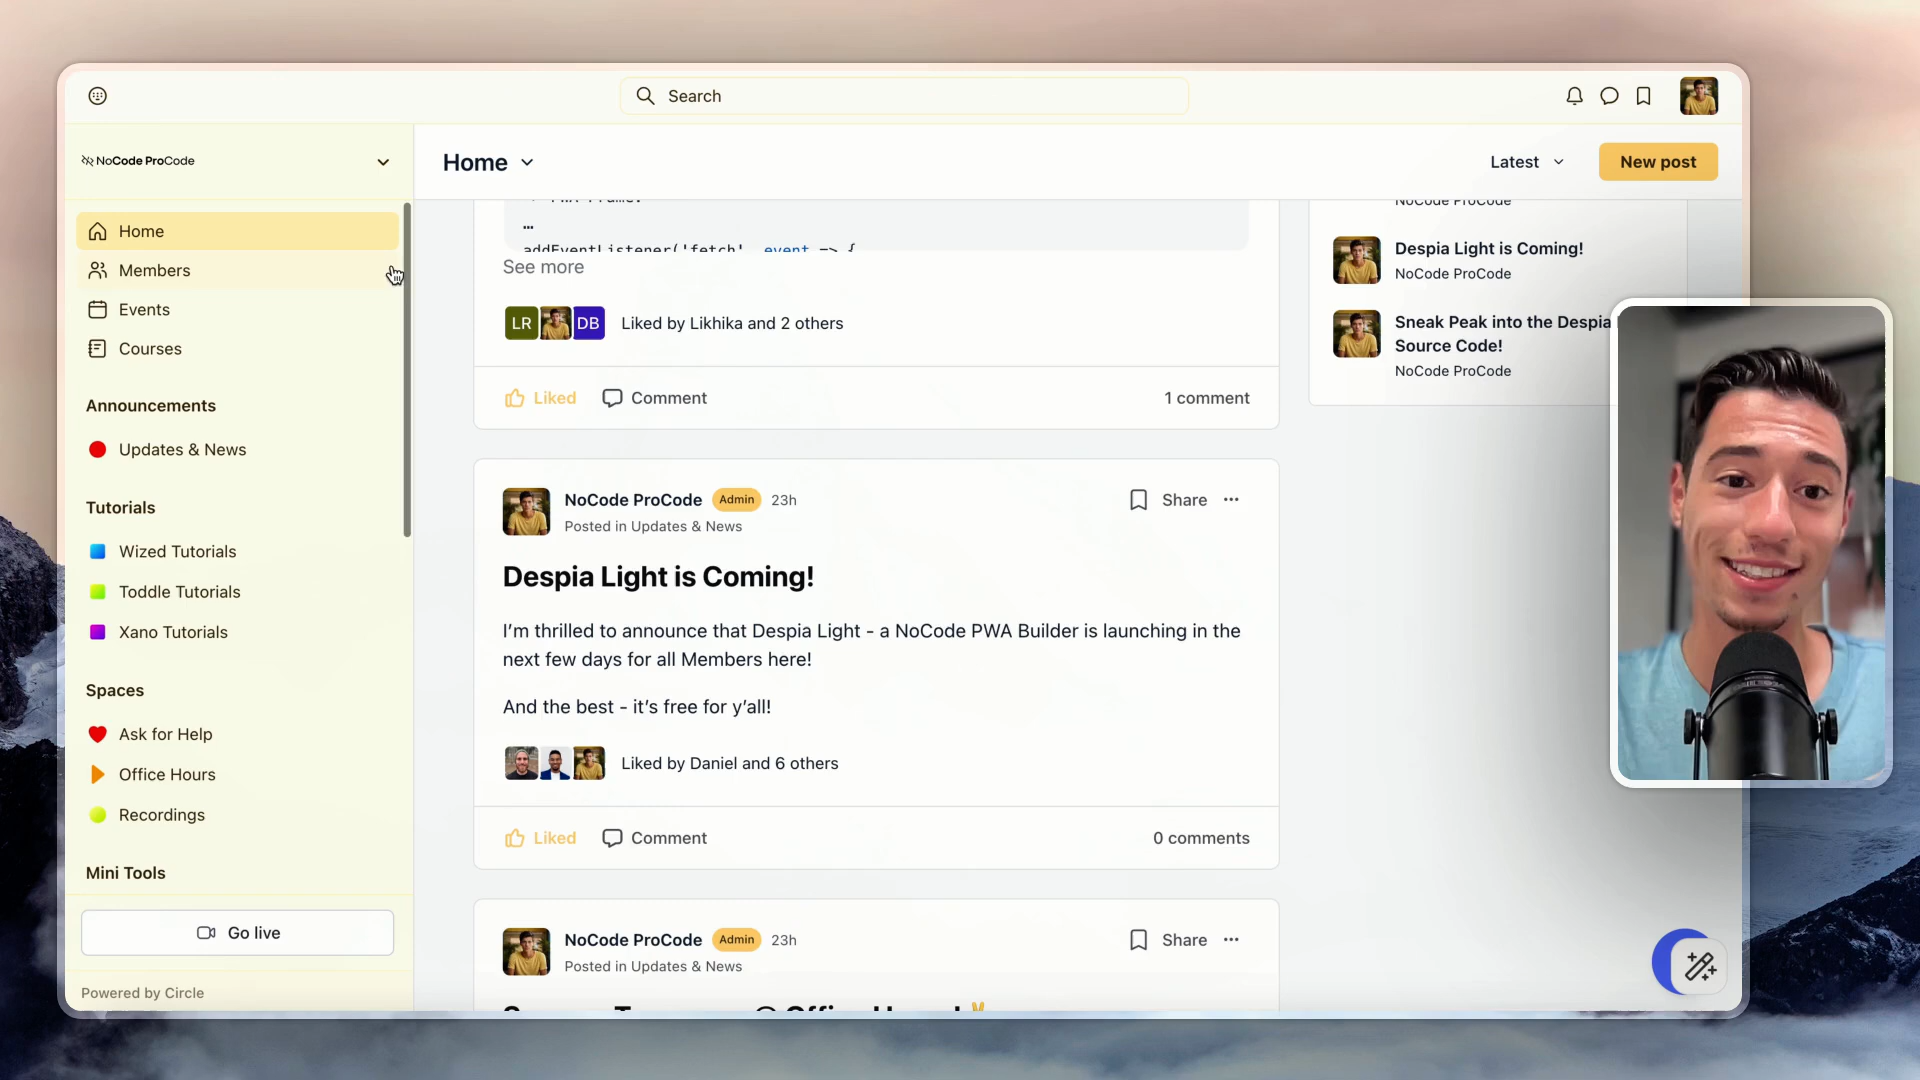 Search
NoCode ProCode
Home
Latest
New post
Home
Members
Events
Courses
Announcements
Updates & News
Tutorials
Wized Tutorials
Toddle Tutorials
Xano Tutorials
Spaces
Ask for Help
Office Hours
Recordings
Mini Tools
Go live
Powered by Circle
…
addEventListener('fetch', event => {
See more
LR
DB
Liked by Likhika and 2 others
Liked
Comment
1 comment
NoCode ProCode
Admin
23h
Share
Posted in Updates & News
Despia Light is Coming!
I’m thrilled to announce that Despia Light - a NoCode PWA Builder is launching in the
next few days for all Members here!
And the best - it’s free for y’all!
Liked by Daniel and 6 others
Liked
Comment
0 comments
NoCode ProCode
Admin
23h
Share
Posted in Updates & News
NoCode ProCode
Despia Light is Coming!
NoCode ProCode
Sneak Peak into the Despia
Source Code!
NoCode ProCode